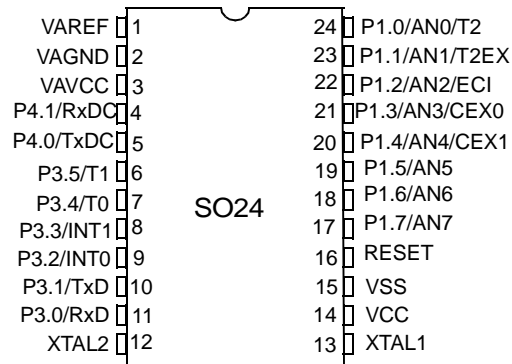 VAREF 1 24 P1.0/AN0/T2
VAGND 2 23 P1.1/AN1/T2EX
VAVCC 3 22 P1.2/AN2/ECI
P4.1/RxDC 4 21 P1.3/AN3/CEX0
P4.0/TxDC 5 20 P1.4/AN4/CEX1
P3.5/T1 6 19 P1.5/AN5
P3.4/T0 7 18 P1.6/AN6
SO24
P3.3/INT1 8 17 P1.7/AN7
P3.2/INT0 9 16 RESET
P3.1/TxD 10 15 VSS
P3.0/RxD 11 14 VCC
XTAL2 12 13 XTAL1